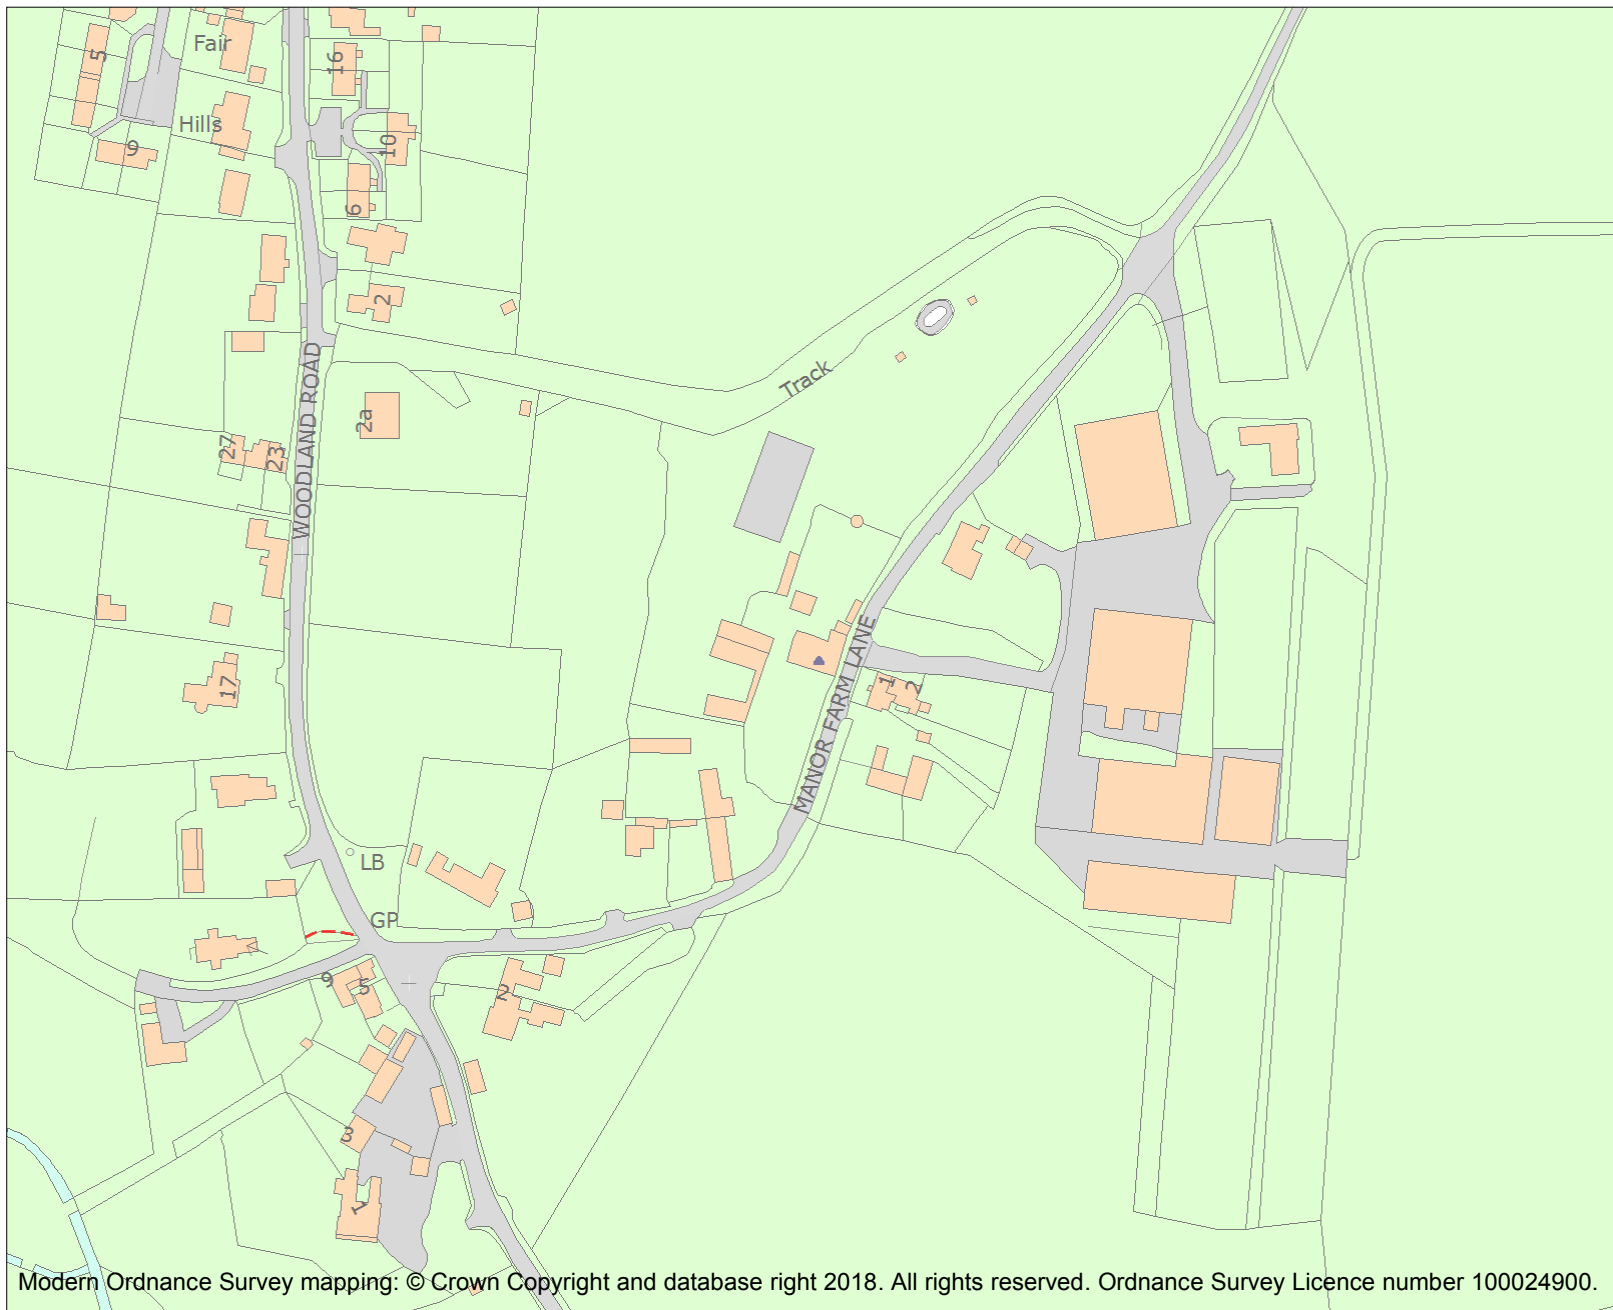 Fair
5
16
Hills
9
10
6
2
WOODLAND ROAD
Track
2a
27
23
17
MANOR FARM LANE
1
2
LB
GP
9
5
2
3
1
Modern Ordnance Survey mapping: © Crown Copyright and database right 2018. All rights reserved. Ordnance Survey Licence number 100024900.